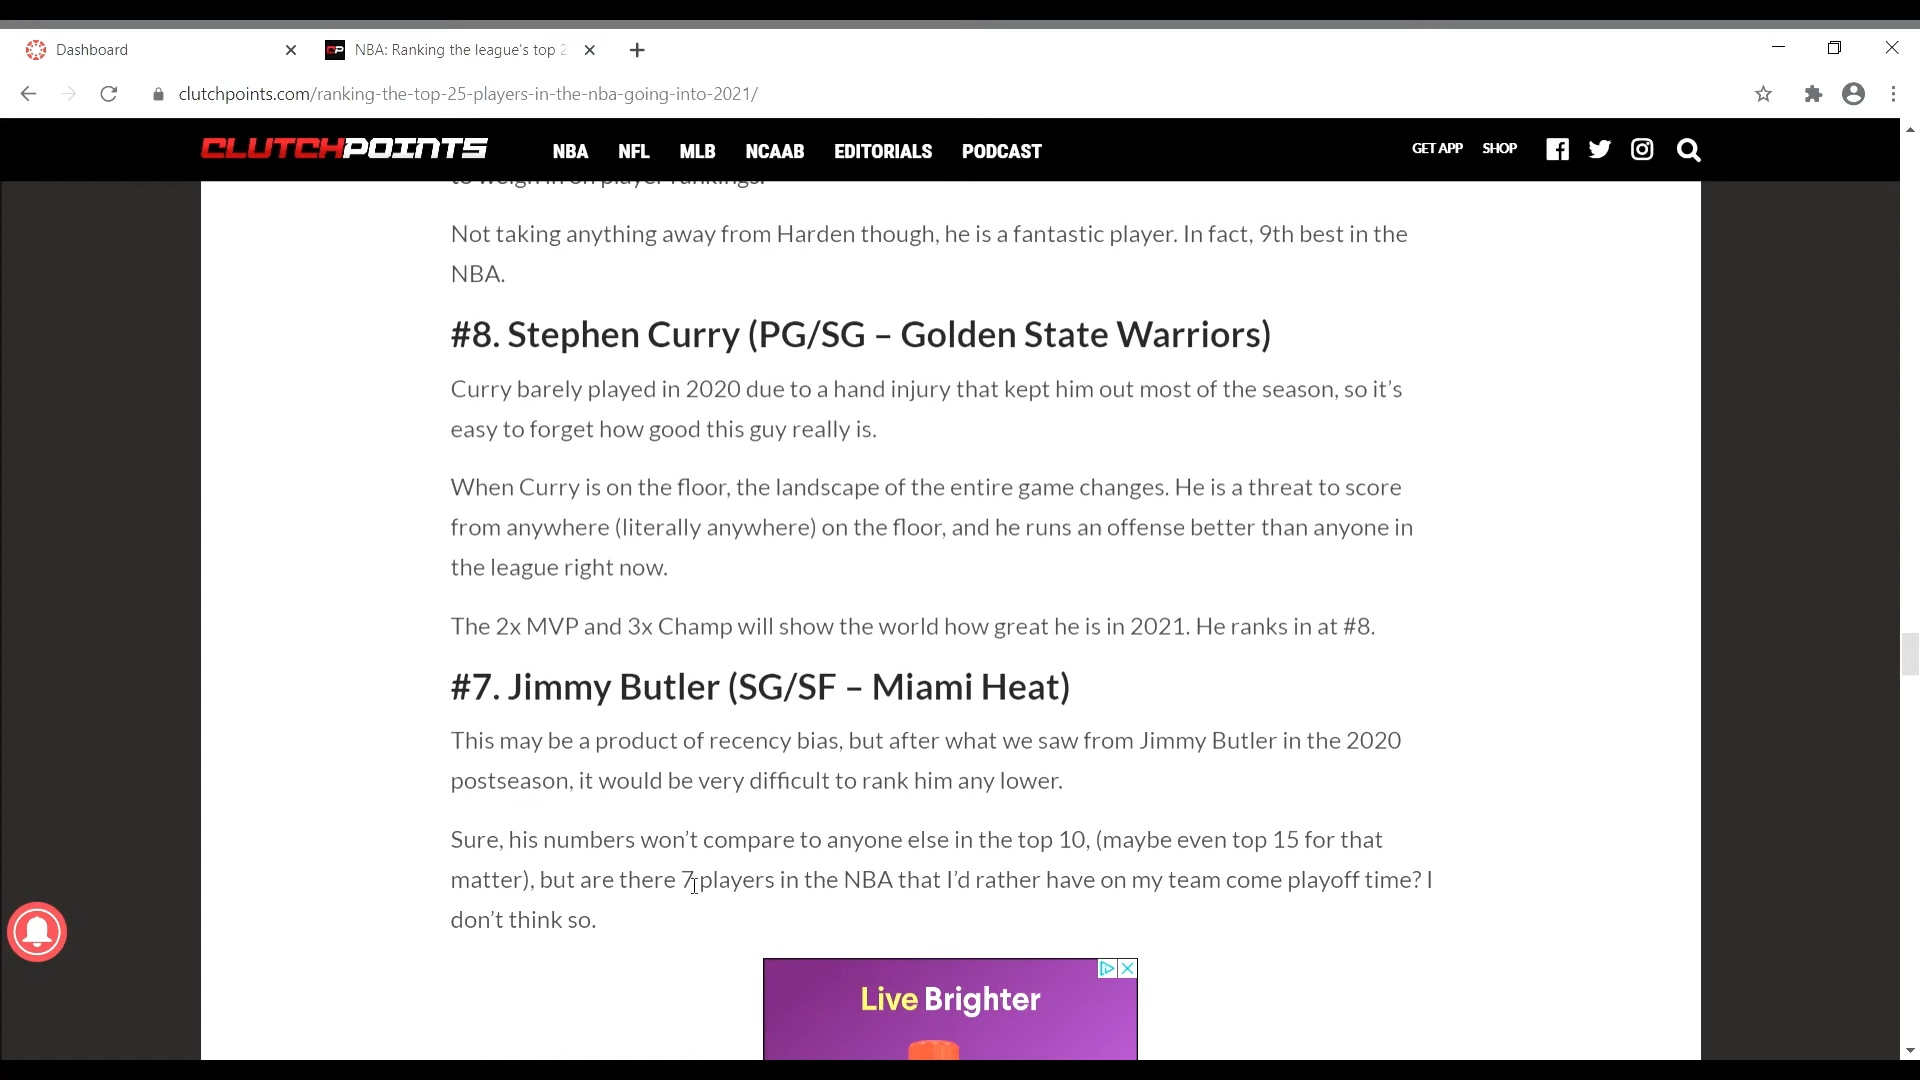 Dashboard
NBA: Ranking the league's top 2
clutchpoints.com/ranking-the-top-25-players-in-the-nba-going-into-2021/
CLUTCHPOINTS NBA NFL MLB NCAAB EDITORIALS PODCAST GET APP SHOP
to weigh in on player rankings.
Not taking anything away from Harden though, he is a fantastic player. In fact, 9th best in the
NBA.
#8. Stephen Curry (PG/SG – Golden State Warriors)
Curry barely played in 2020 due to a hand injury that kept him out most of the season, so it’s
easy to forget how good this guy really is.
When Curry is on the floor, the landscape of the entire game changes. He is a threat to score
from anywhere (literally anywhere) on the floor, and he runs an offense better than anyone in
the league right now.
The 2x MVP and 3x Champ will show the world how great he is in 2021. He ranks in at #8.
#7. Jimmy Butler (SG/SF – Miami Heat)
This may be a product of recency bias, but after what we saw from Jimmy Butler in the 2020
postseason, it would be very difficult to rank him any lower.
Sure, his numbers won’t compare to anyone else in the top 10, (maybe even top 15 for that
matter), but are there 7 players in the NBA that I’d rather have on my team come playoff time? I
don’t think so.
Live Brighter